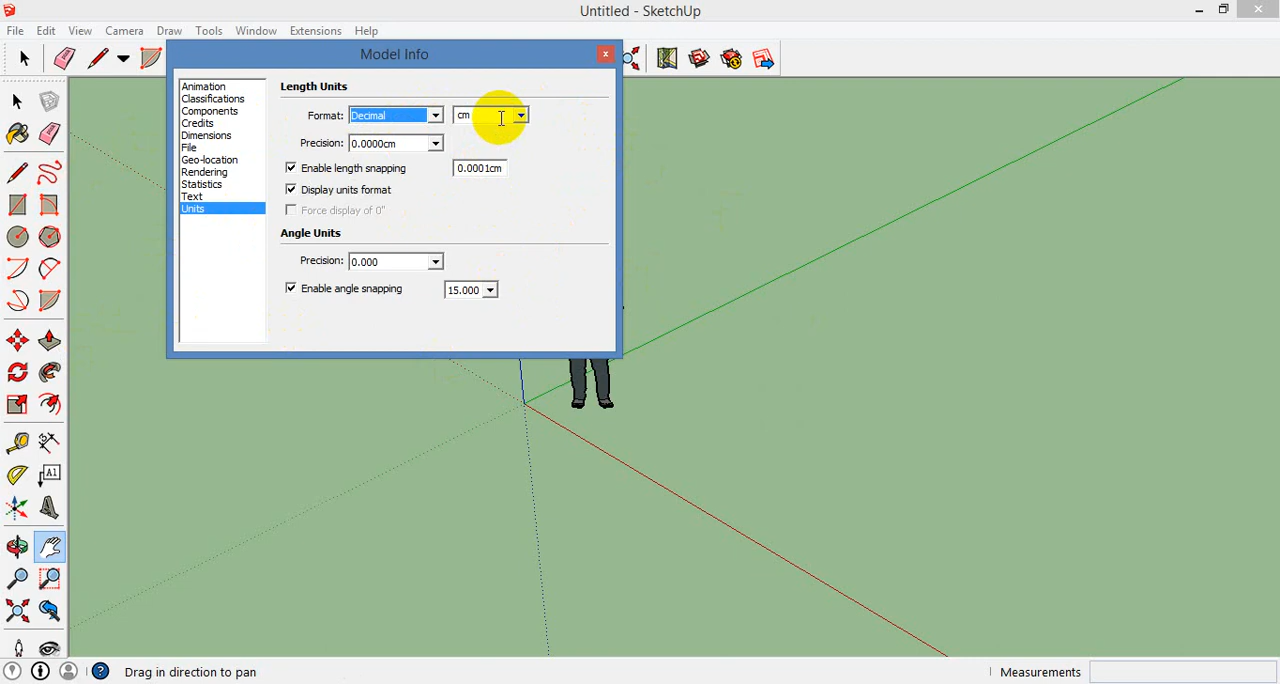 Untitled - SketchUp
File Edit View Camera Draw Tools Window Extensions Help
Model Info
Animation
Classifications
Components
Credits
Dimensions
File
Geo-location
Rendering
Statistics
Text
Units
Length Units
Format: Decimal cm
Precision: 0.0000cm
Enable length snapping 0.0001cm
Display units format
Force display of 0"
Angle Units
Precision: 0.000
Enable angle snapping 15.000
A1
Drag in direction to pan
Measurements